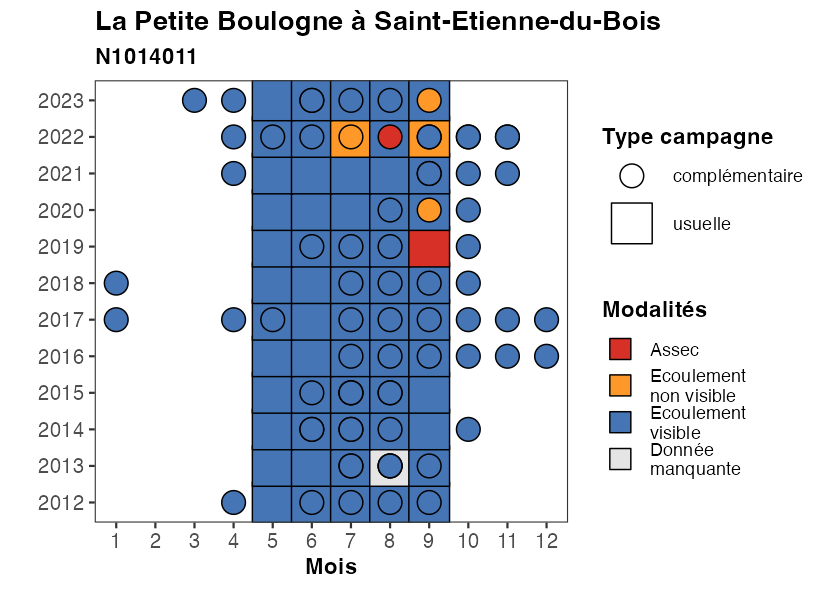 La Petite Boulogne à Saint-Etienne-du-Bois
N1014011
2023
2022
2021
2020
2019
2018
2017
2016
2015
2014
2013
2012
1 2 3 4 5 6 7 8 9 10 11 12
Mois
Type campagne
complémentaire
usuelle
Modalités
Assec
Ecoulement
non visible
Ecoulement
visible
Donnée
manquante